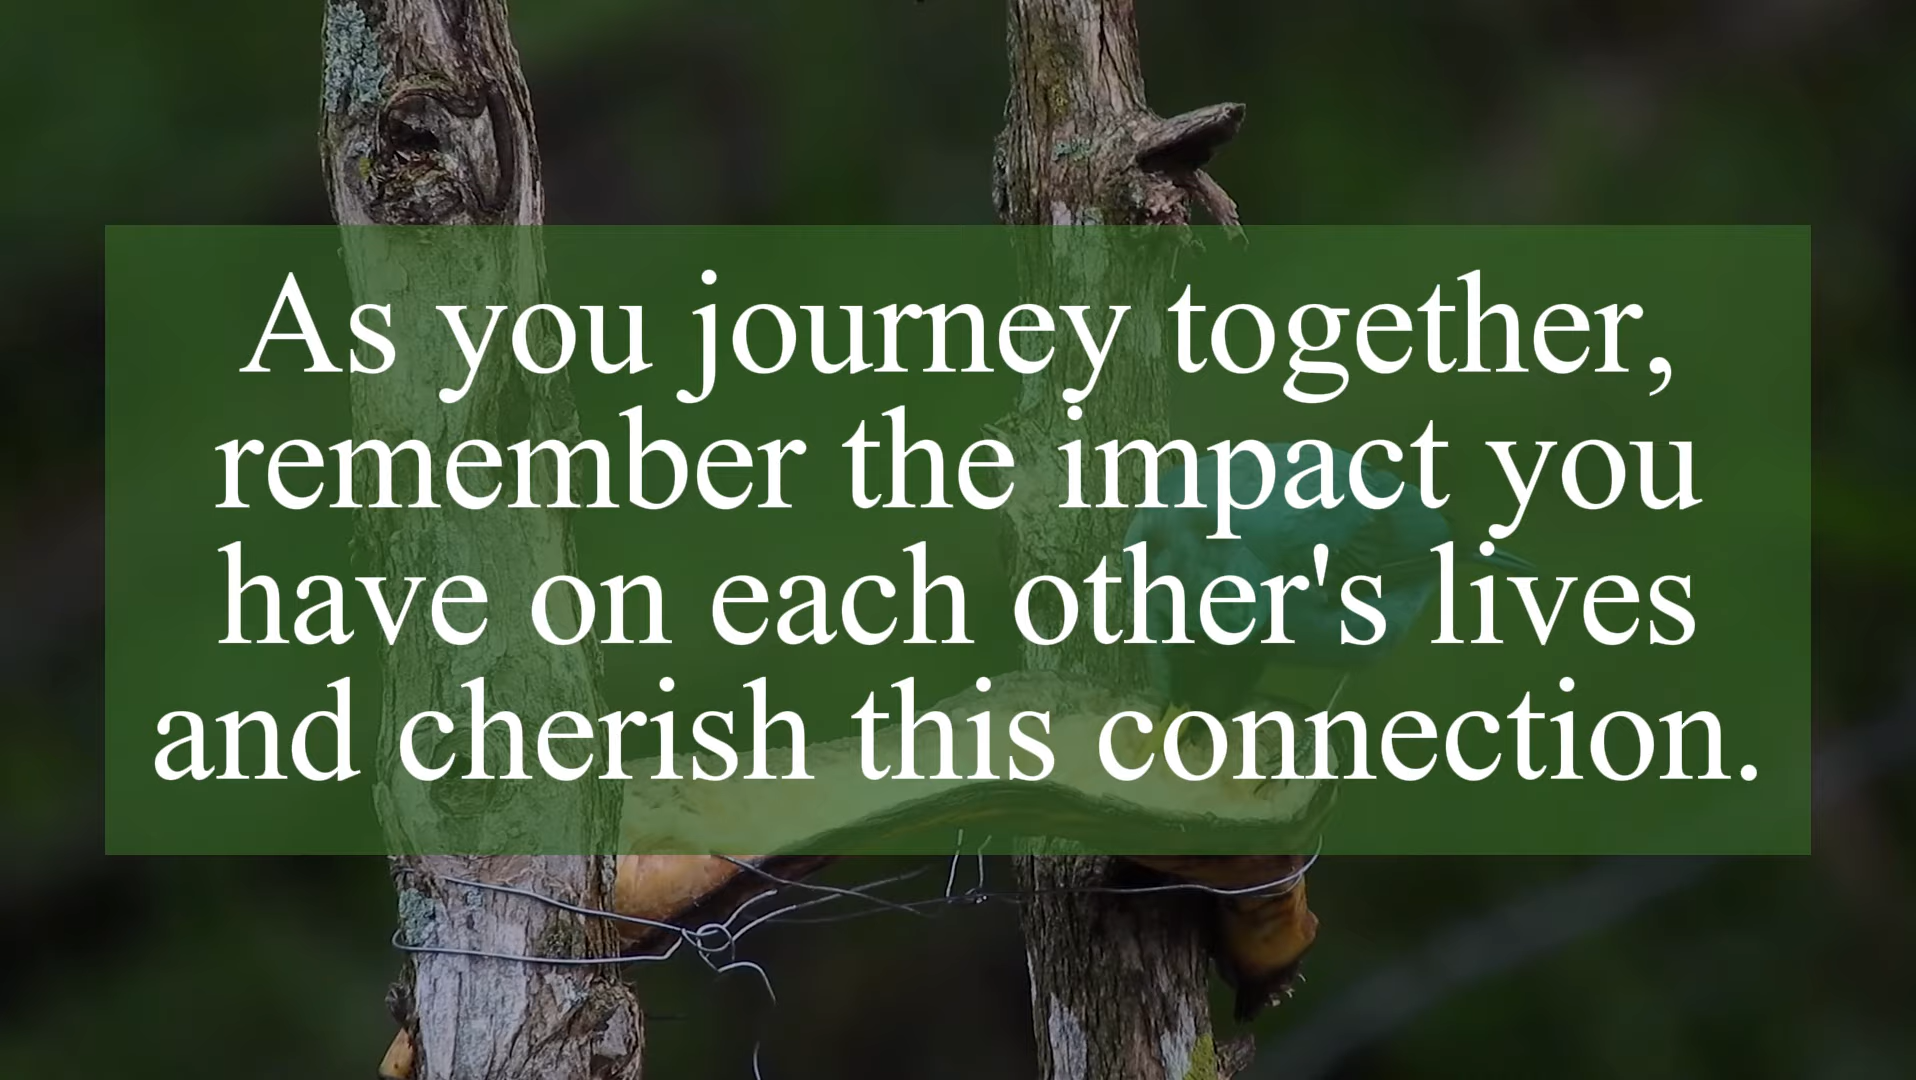 As you journey together,
remember the impact you
have on each other's lives
and cherish this connection.